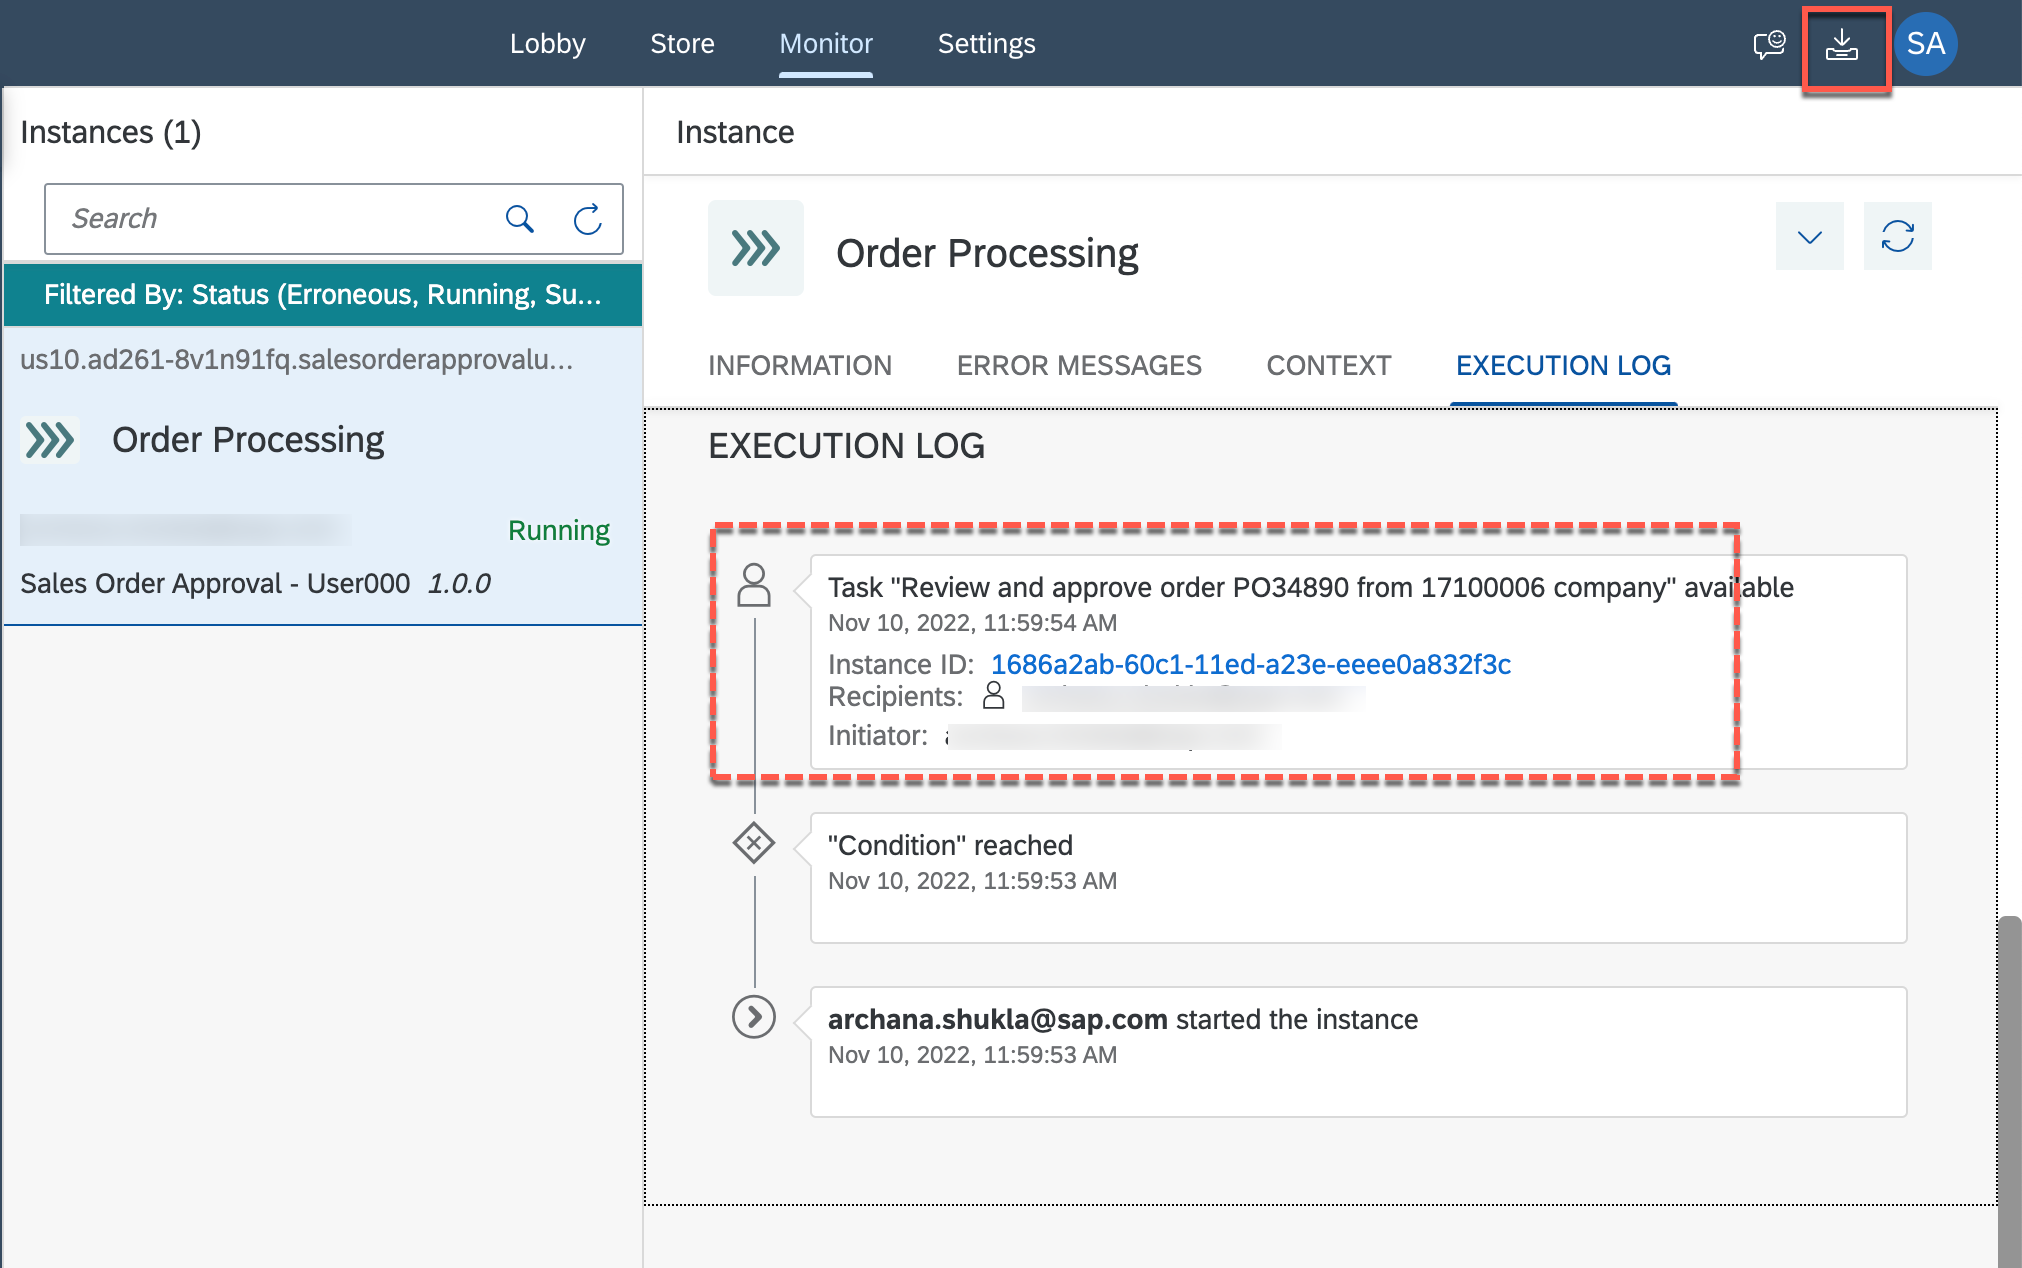 Lobby
Store
Monitor
Settings
SA
Instances (1)
Search
Filtered By: Status (Erroneous, Running, Su...
us10.ad261-8v1n91fq.salesorderapprovalu...
Order Processing
Running
Sales Order Approval - User000 1.0.0
Instance
Order Processing
INFORMATION
ERROR MESSAGES
CONTEXT
EXECUTION LOG
EXECUTION LOG
Task "Review and approve order PO34890 from 17100006 company" available
Nov 10, 2022, 11:59:54 AM
Instance ID: 1686a2ab-60c1-11ed-a23e-eeee0a832f3c
Recipients:
Initiator:
"Condition" reached
Nov 10, 2022, 11:59:53 AM
archana.shukla@sap.com started the instance
Nov 10, 2022, 11:59:53 AM